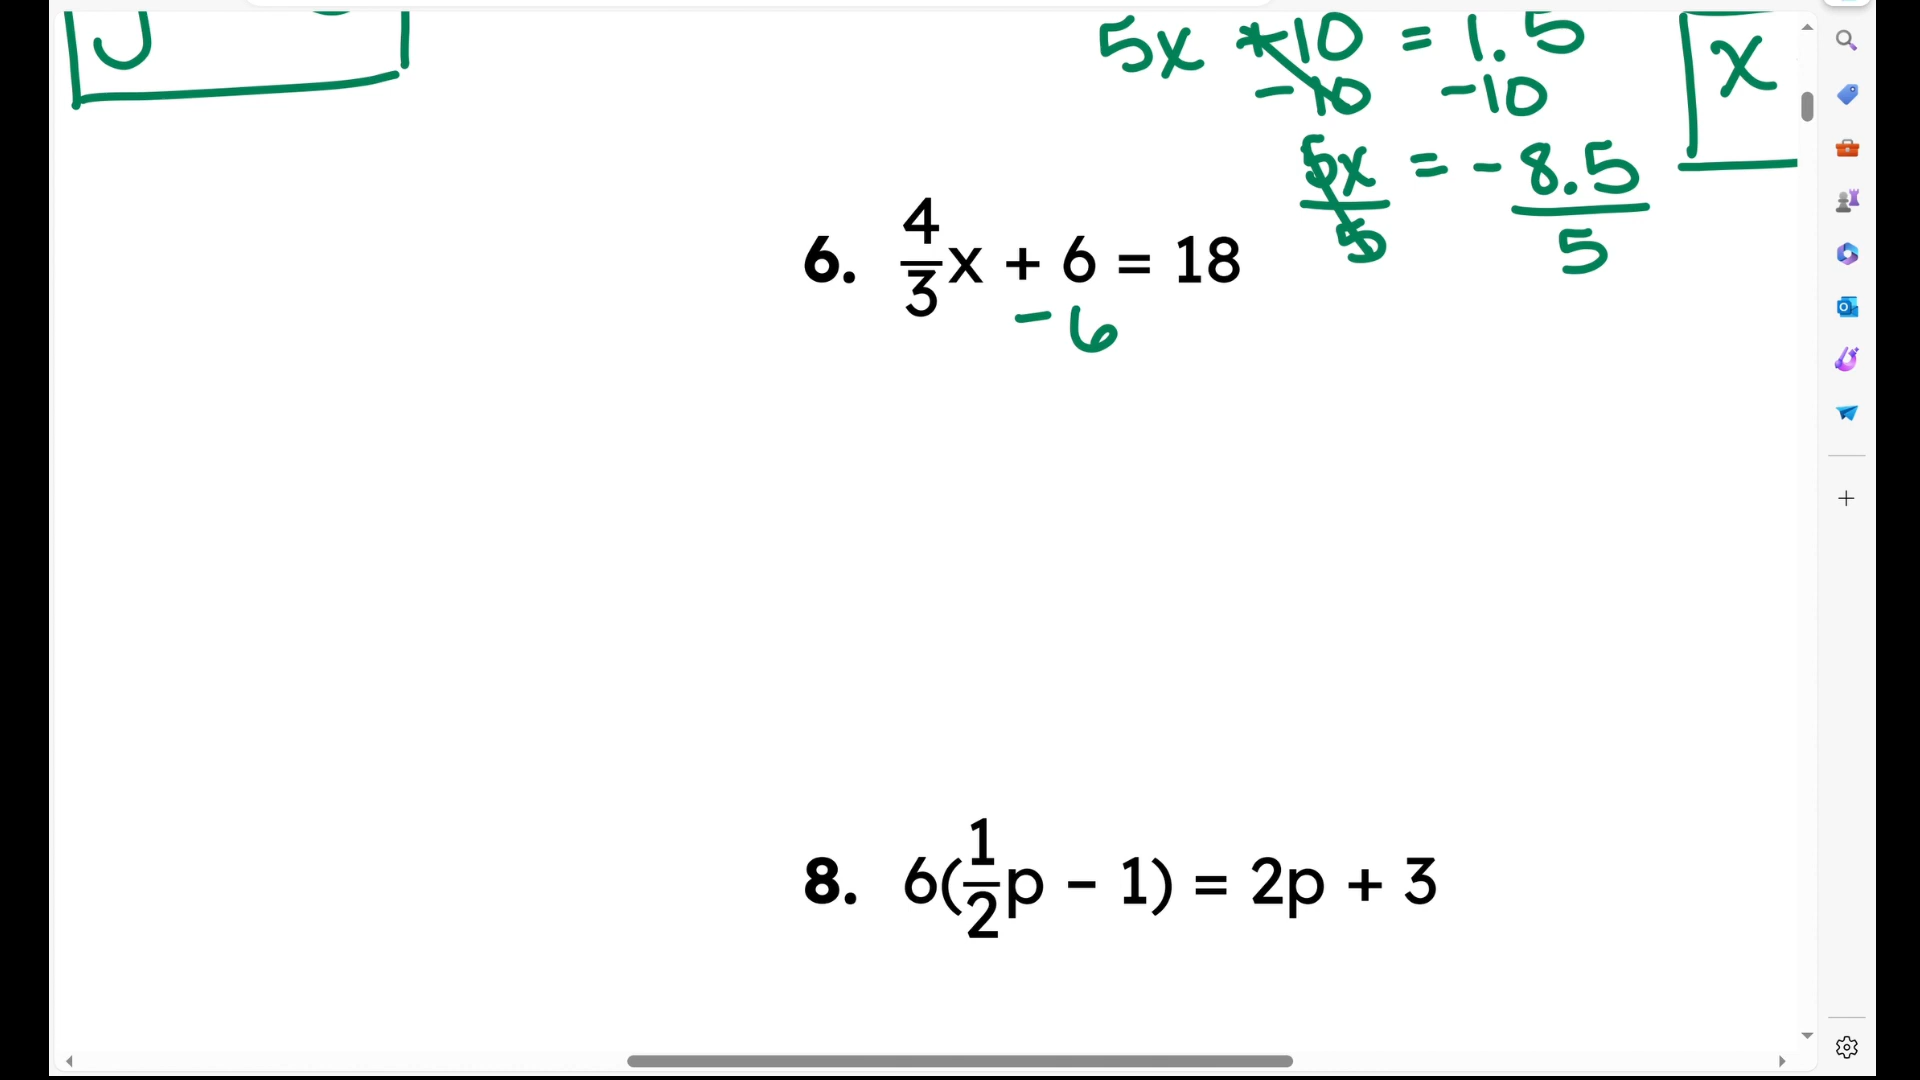 5x + 10 = 1.5
- 10 - 10
x
5x = - 8.5
5 5
6. 4/3x + 6 = 18
- 6
8. 6(1/2p - 1) = 2p + 3